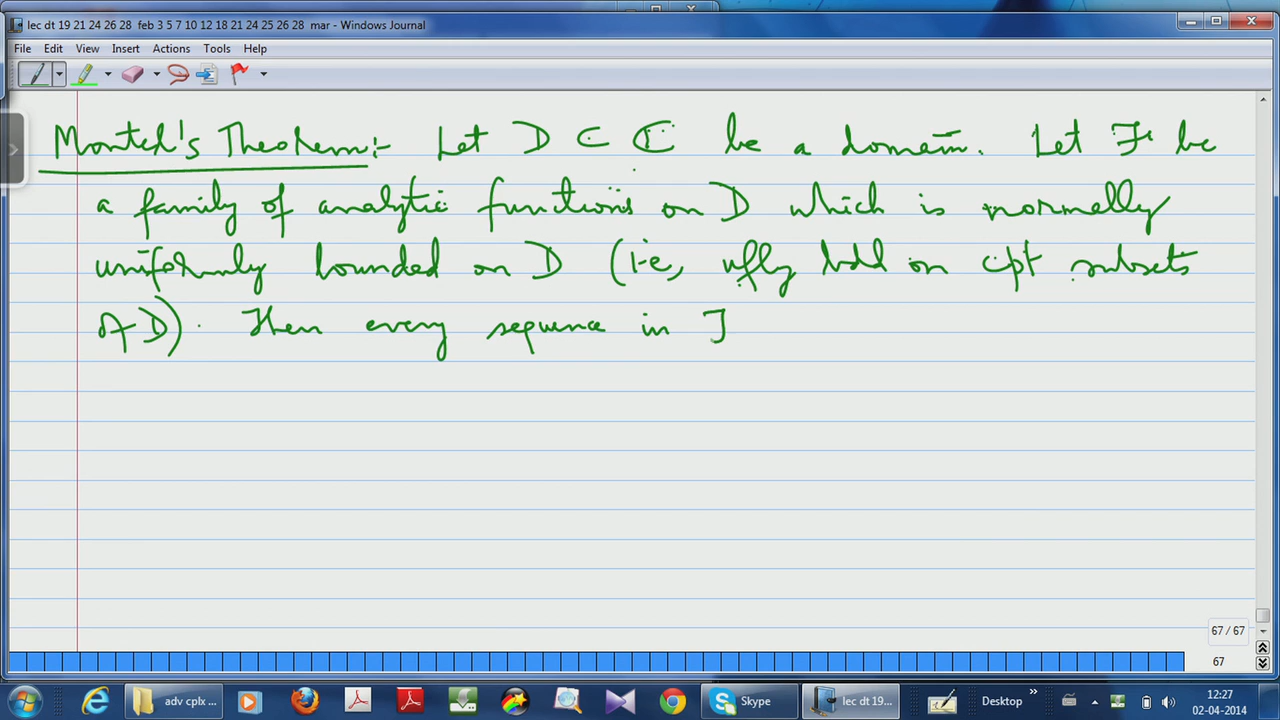 lec dt 19 21 24 26 28 feb 3 5 7 10 12 18 21 24 25 26 28 mar - Windows Journal
File Edit View Insert Actions Tools Help
Montel's Theorem:- Let D ⊂ ℂ be a domain. Let ℱ be
a family of analytic functions on D which is normally
uniformly bounded on D (i.e, uffly bdd on cpt subsets
of D). Then every sequence in F
67 / 67
67
adv cplx ... Skype lec dt 19... Desktop 12:27
02-04-2014